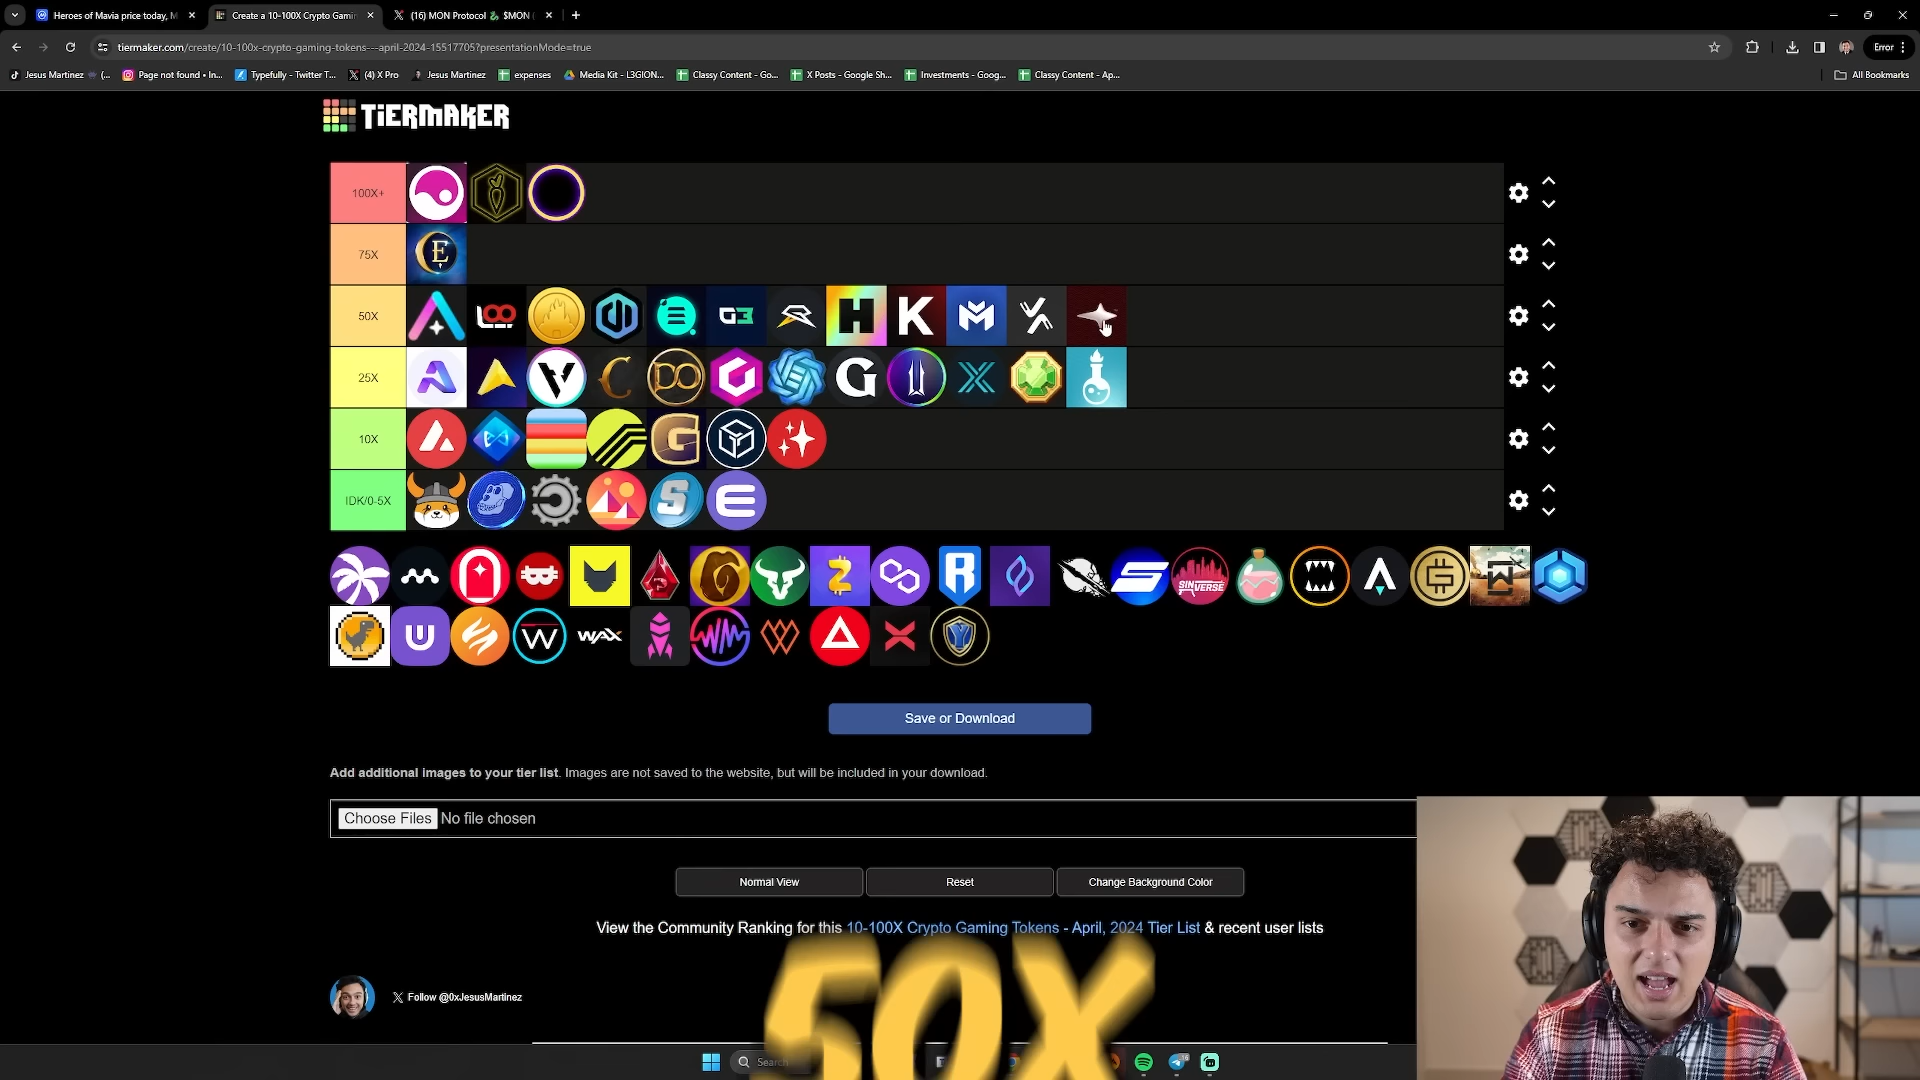 Heroes of Mavia price today, M
Create a 10-100X Crypto Gamin
(16) MON Protocol $MON (
tiermaker.com/create/10-100x-crypto-gaming-tokens---april-2024-15517705?presentationMode=true
Error
Jesus Martinez (...
Page not found • In...
Typefully - Twitter T...
(4) X Pro
Jesus Martinez
expenses
Media Kit - L3GION...
Classy Content - Go...
X Posts - Google Sh...
Investments - Goog...
Classy Content - Ap...
All Bookmarks
TiERMAKER
100X+
75X
E
50X
G3
H
K
25X
C
DO
G
10X
G
IDK/0-5X
S
R
SINVERSE
U
W
WAX
Save or Download
Add additional images to your tier list. Images are not saved to the website, but will be included in your download.
Choose Files No file chosen
Normal View
Reset
Change Background Color
View the Community Ranking for this 10-100X Crypto Gaming Tokens - April, 2024 Tier List & recent user lists
Follow @0xJesusMartinez
50X
Search